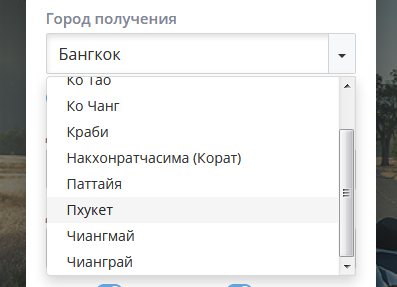 Город получения
Бангкок
Ко Тао
Ко Чанг
Краби
Накхонратчасима (Корат)
Паттайя
Пхукет
Чиангмай
Чианграй